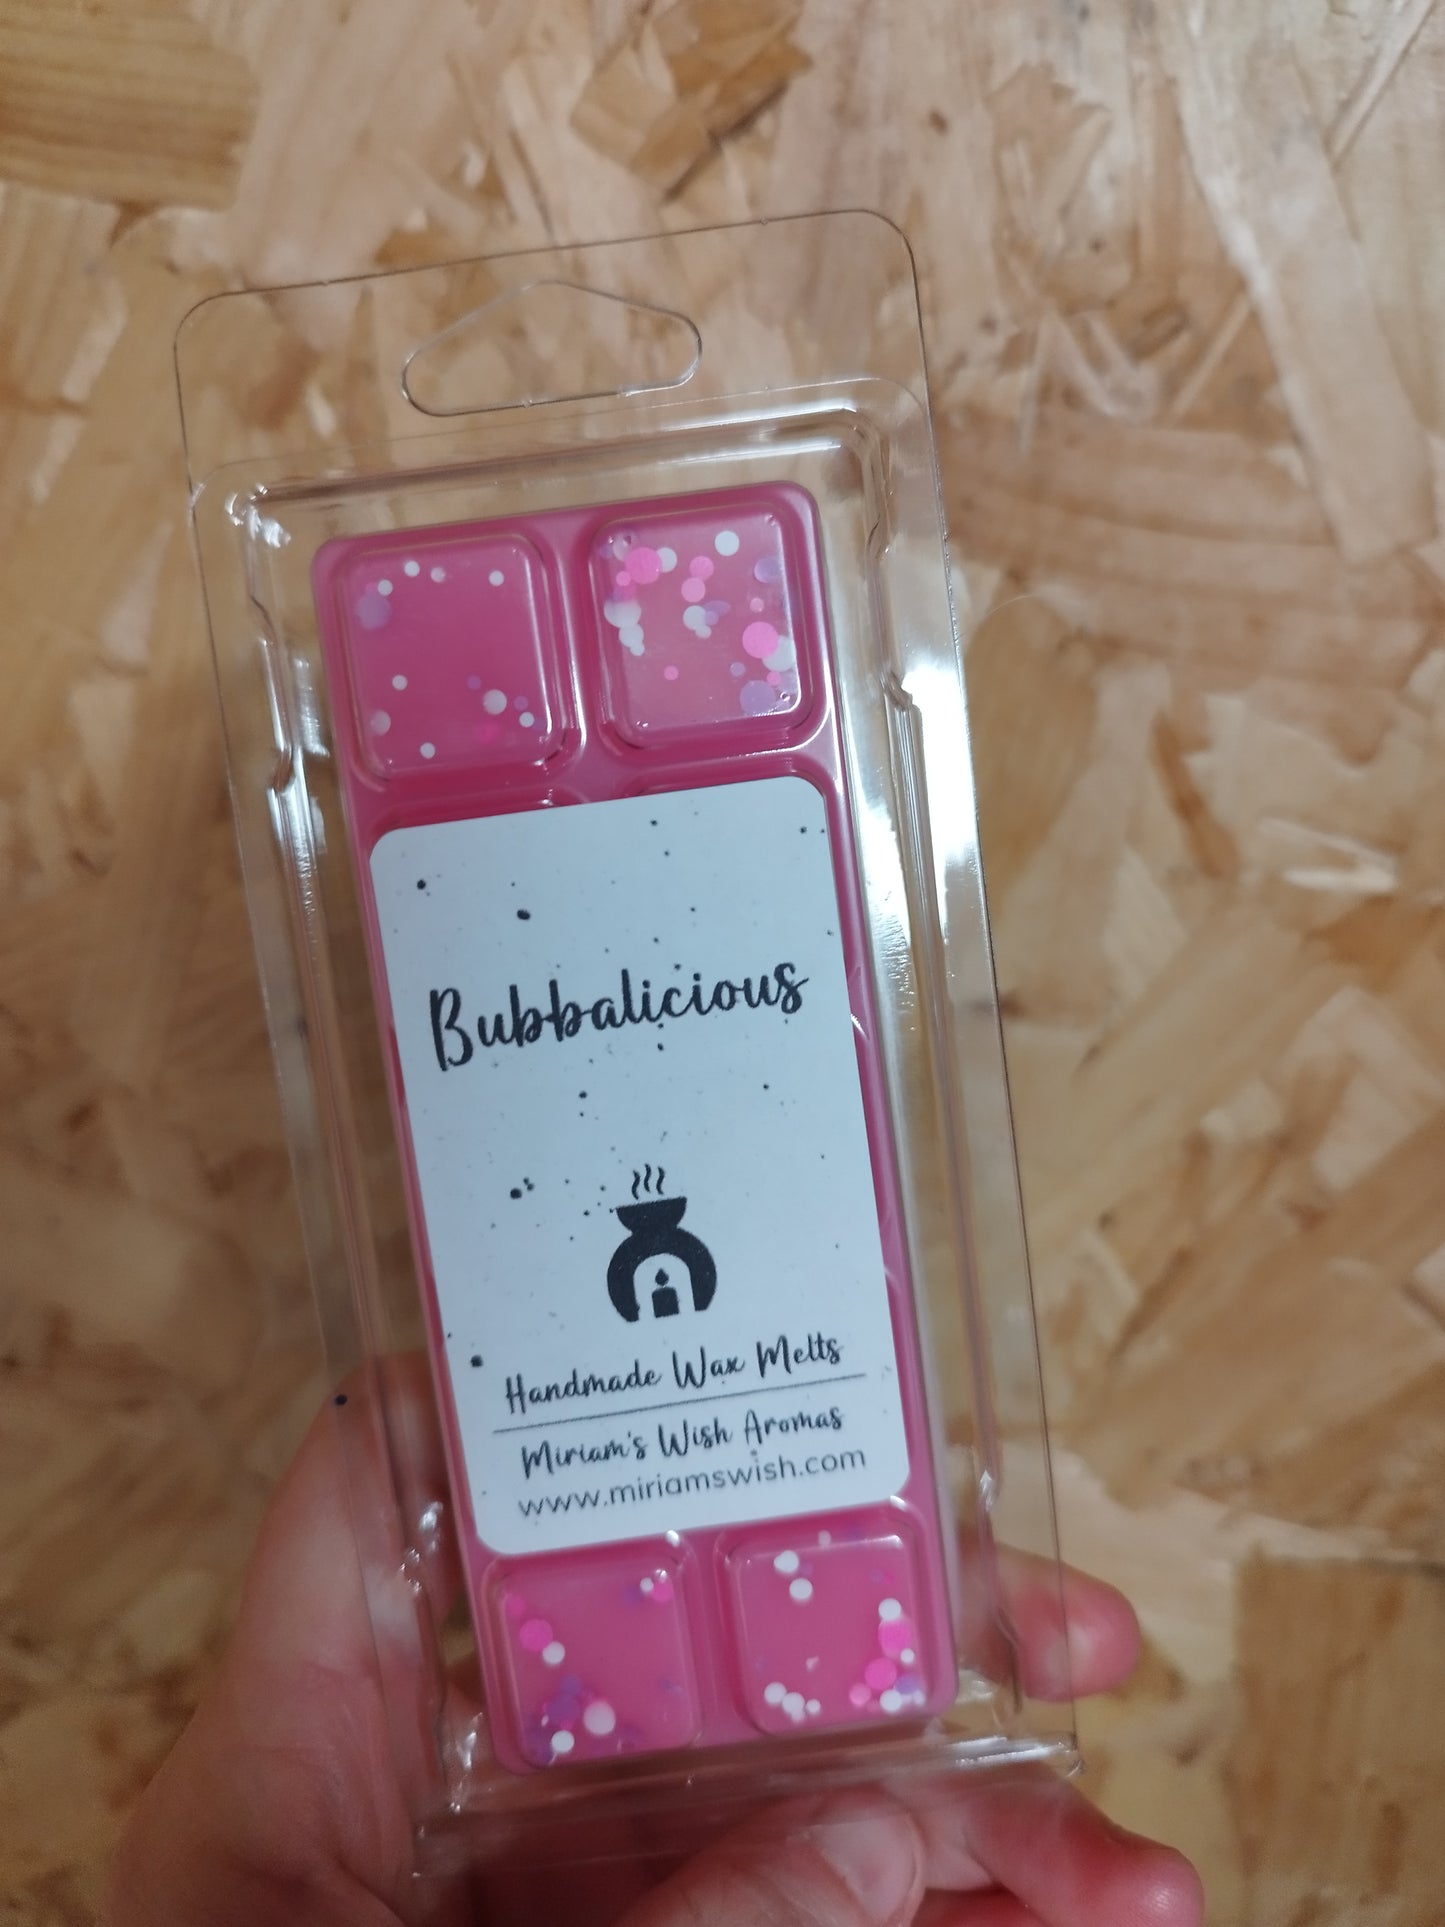 Bubbalicious
Handmade Wax Melts
Miriam's Wish Aromas
www.miriamswish.com